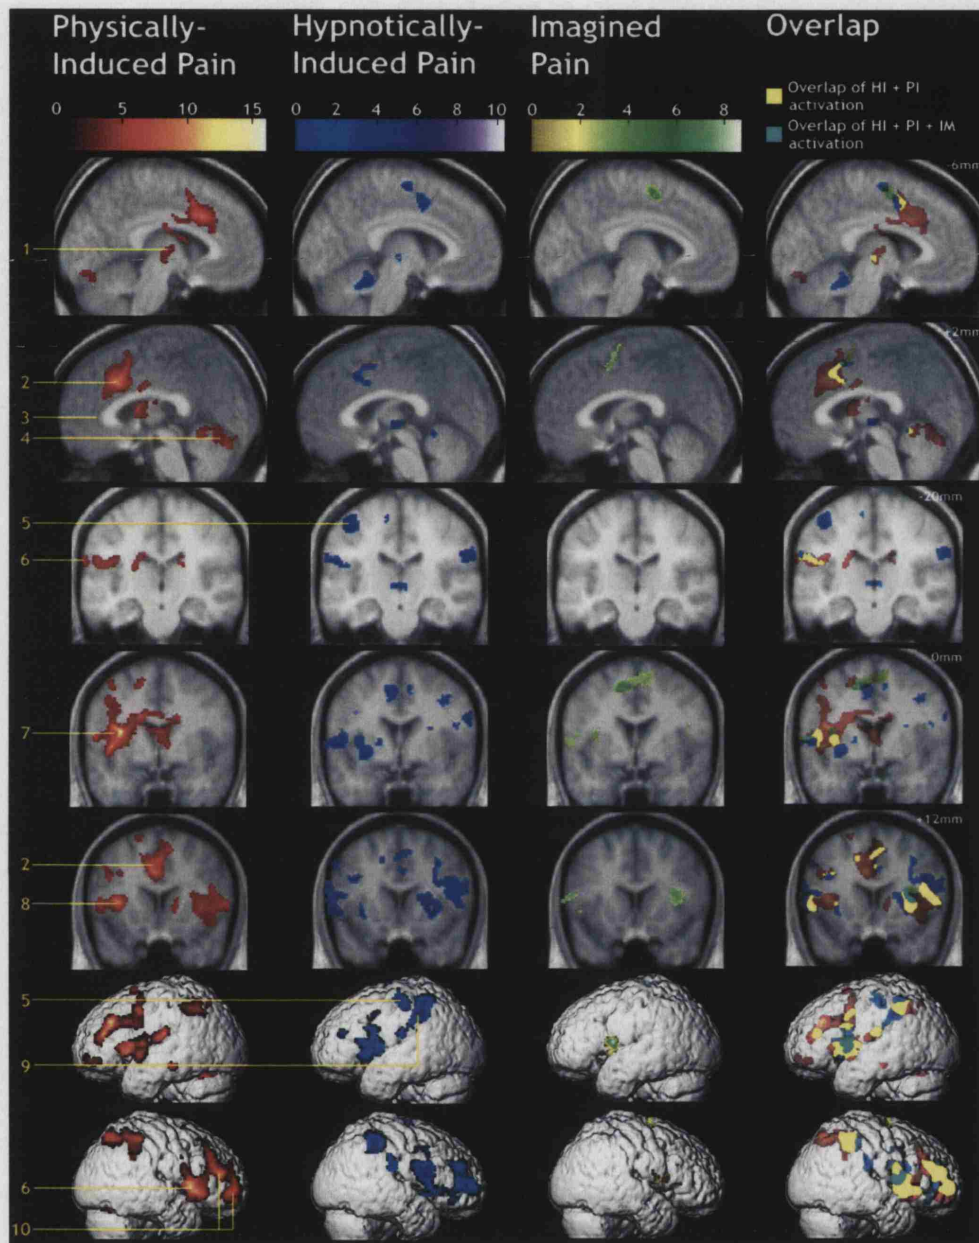 Physically-
Induced Pain
Hypnotically-
Induced Pain
Imagined
Pain
Overlap
0 5 10 15
0 2 4 6 8 10
0 2 4 6 8
Overlap of HI + PI
activation
Overlap of HI + PI + IM
activation
-6mm
1
+2mm
2
3
4
-20mm
5
6
0mm
7
+12mm
2
8
5
9
6
10